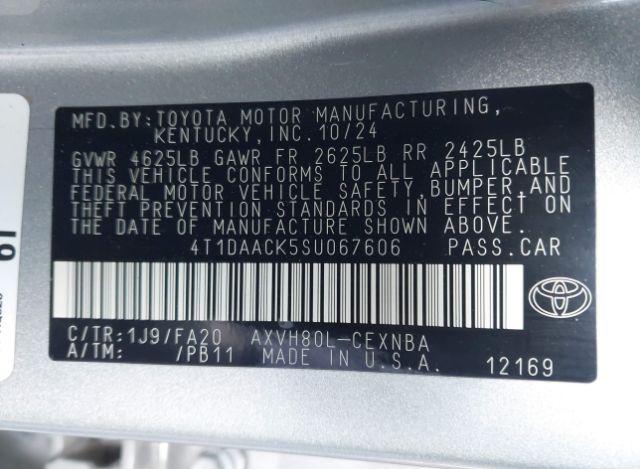 MFD.BY:TOYOTA MOTOR MANUFACTURING,
KENTUCKY,INC.10/24
GVWR 4625LB GAWR FR 2625LB RR 2425LB
THIS VEHICLE CONFORMS TO ALL APPLICABLE
FEDERAL MOTOR VEHICLE SAFETY,BUMPER,AND
THEFT PREVENTION STANDARDS IN EFFECT ON
THE DATE OF MANUFACTURE SHOWN ABOVE.
4T1DAACK5SU067606 PASS.CAR
C/TR:1J9/FA20 AXVH80L-CEXNBA
A/TM: /PB11 MADE IN U.S.A.
12169